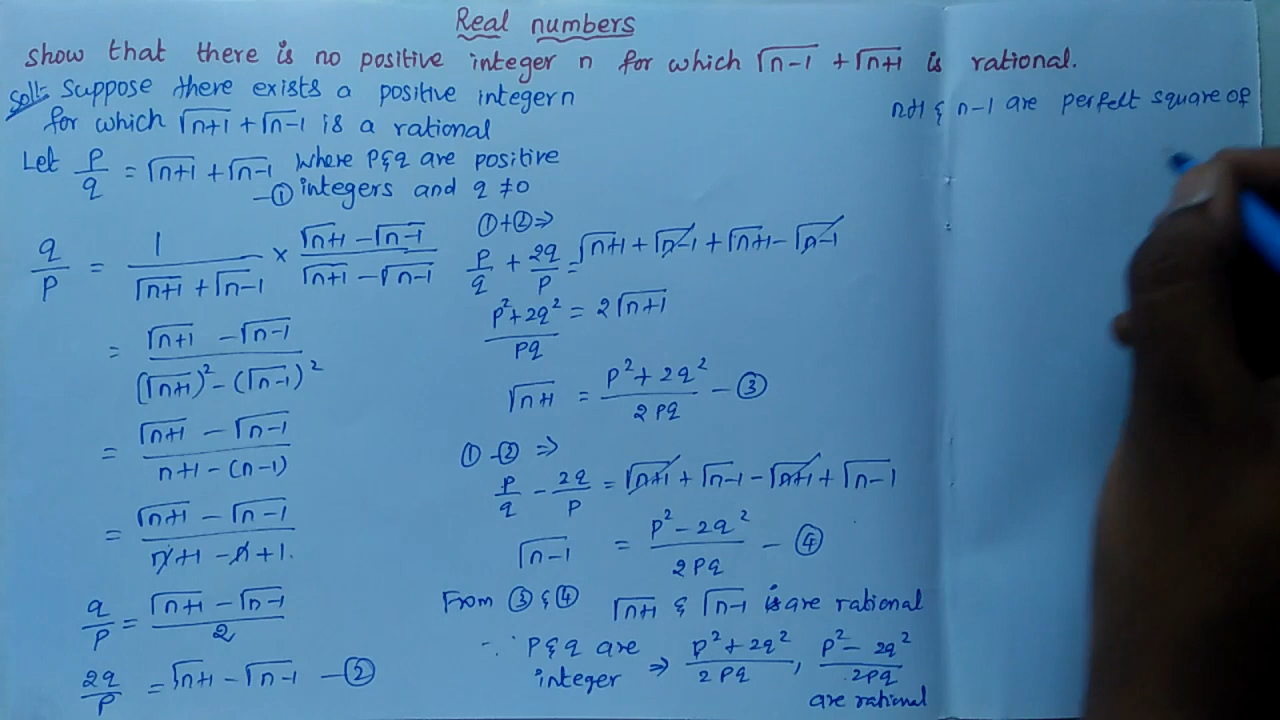 Real numbers
show that there is no positive integer n for which √n-1 + √n+1 is rational.
Soln: Suppose there exists a positive integer n
for which √n+1 + √n-1 is a rational
Let p/q = √n+1 + √n-1 where p & q are positive
—① integers and q ≠ 0
q/p = 1/(√n+1 + √n-1) × (√n+1 - √n-1)/(√n+1 - √n-1)
= (√n+1 - √n-1)/((√n+1)² - (√n-1)²)
= (√n+1 - √n-1)/(n+1-(n-1))
= (√n+1 - √n-1)/(n+1-n+1)
q/p = (√n+1 - √n-1)/2
2q/p = √n+1 - √n-1 —②
①+② ⇒
p/q + 2q/p = √n+1 + √n-1 + √n+1 - √n-1
(p²+2q²)/pq = 2√n+1
√n+1 = (p²+2q²)/2pq —③
①-② ⇒
p/q - 2q/p = √n+1 + √n-1 - √n+1 + √n-1
√n-1 = (p²-2q²)/2pq —④
From ③ & ④ √n+1 & √n-1 is are rational
∵ p & q are integer ⇒ (p²+2q²)/2pq, (p²-2q²)/2pq
are rational
n+1 & n-1 are perfect square of